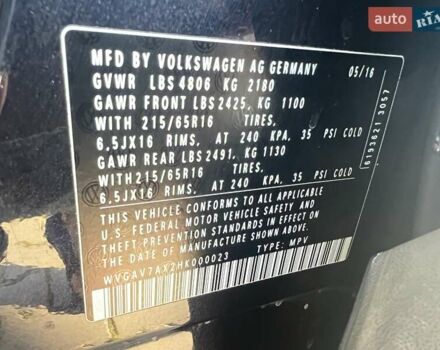 auto RIA
MFD BY VOLKSWAGEN AG GERMANY
05/16
GVWR LBS 4806 KG 2180
GAWR FRONT LBS 2425, KG 1100
WITH 215/65R16 TIRES,
6,5JX16 RIMS, AT 240 KPA, 35 PSI COLD
GAWR REAR LBS 2491, KG 1130
WITH 215/65R16 TIRES,
6,5JX16 RIMS, AT 240 KPA, 35 PSI COLD
THIS VEHICLE CONFORMS TO ALL APPLICABLE
U.S. FEDERAL MOTOR VEHICLE SAFETY AND
THEFT PREVENTION STANDARDS IN EFFECT ON
THE DATE OF MANUFACTURE SHOWN ABOVE.
WVGAV7AX2HK000023 TYPE: MPV
6193621 3057